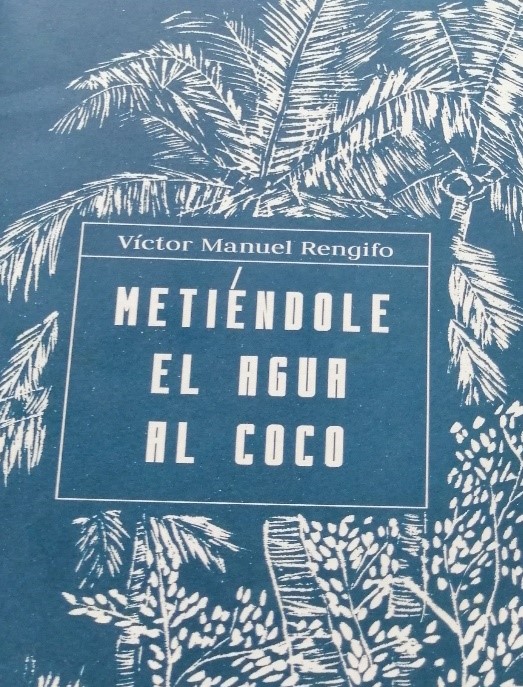 Víctor Manuel Rengifo
METIÉNDOLE
EL AGUA
AL COCO